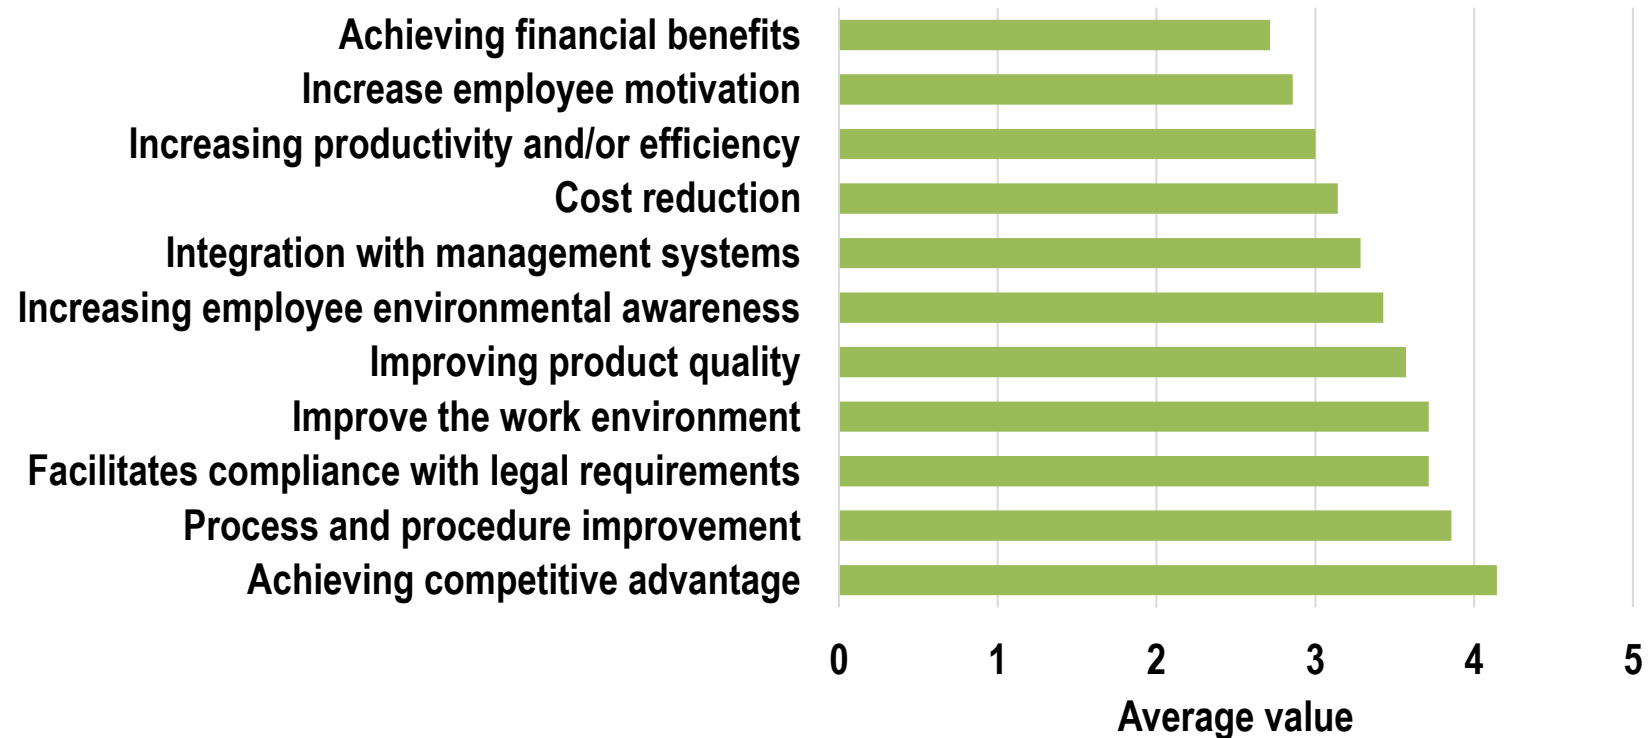 Achieving financial benefits
Increase employee motivation
Increasing productivity and/or efficiency
Cost reduction
Integration with management systems
Increasing employee environmental awareness
Improving product quality
Improve the work environment
Facilitates compliance with legal requirements
Process and procedure improvement
Achieving competitive advantage
0 1 2 3 4 5
Average value